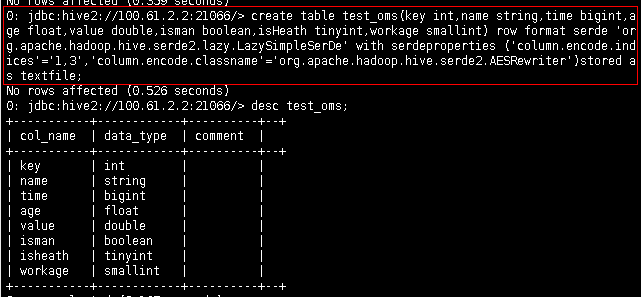 No rows affected (0.359 seconds)
0: jdbc:hive2://100.61.2.2:21066/> create table test_oms(key int,name string,time bigint,a
ge float,value double,isman boolean,isHeath tinyint,workage smallint) row format serde 'or
g.apache.hadoop.hive.serde2.lazy.LazySimpleSerDe' with serdeproperties ('column.encode.ind
ices'='1,3','column.encode.classname'='org.apache.hadoop.hive.serde2.AESRewriter')stored a
s textfile;
No rows affected (0.526 seconds)
0: jdbc:hive2://100.61.2.2:21066/> desc test_oms;
+-----------+-----------+----------+--+
| col_name | data_type | comment |
+-----------+-----------+----------+--+
| key | int | |
| name | string | |
| time | bigint | |
| age | float | |
| value | double | |
| isman | boolean | |
| isheath | tinyint | |
| workage | smallint | |
+-----------+-----------+----------+--+